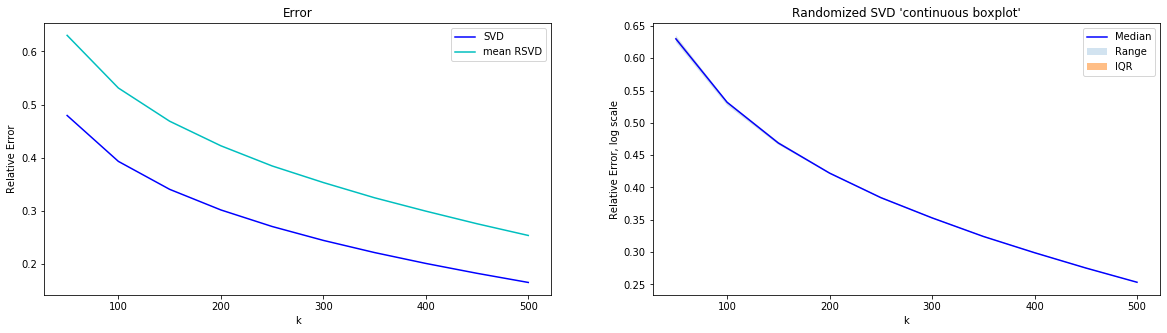 Error
Relative Error
0.6
0.5
0.4
0.3
0.2
SVD
mean RSVD
100
200
300
400
500
k
Randomized SVD 'continuous boxplot'
Relative Error, log scale
0.65
0.60
0.55
0.50
0.45
0.40
0.35
0.30
0.25
Median
Range
IQR
100
200
300
400
500
k